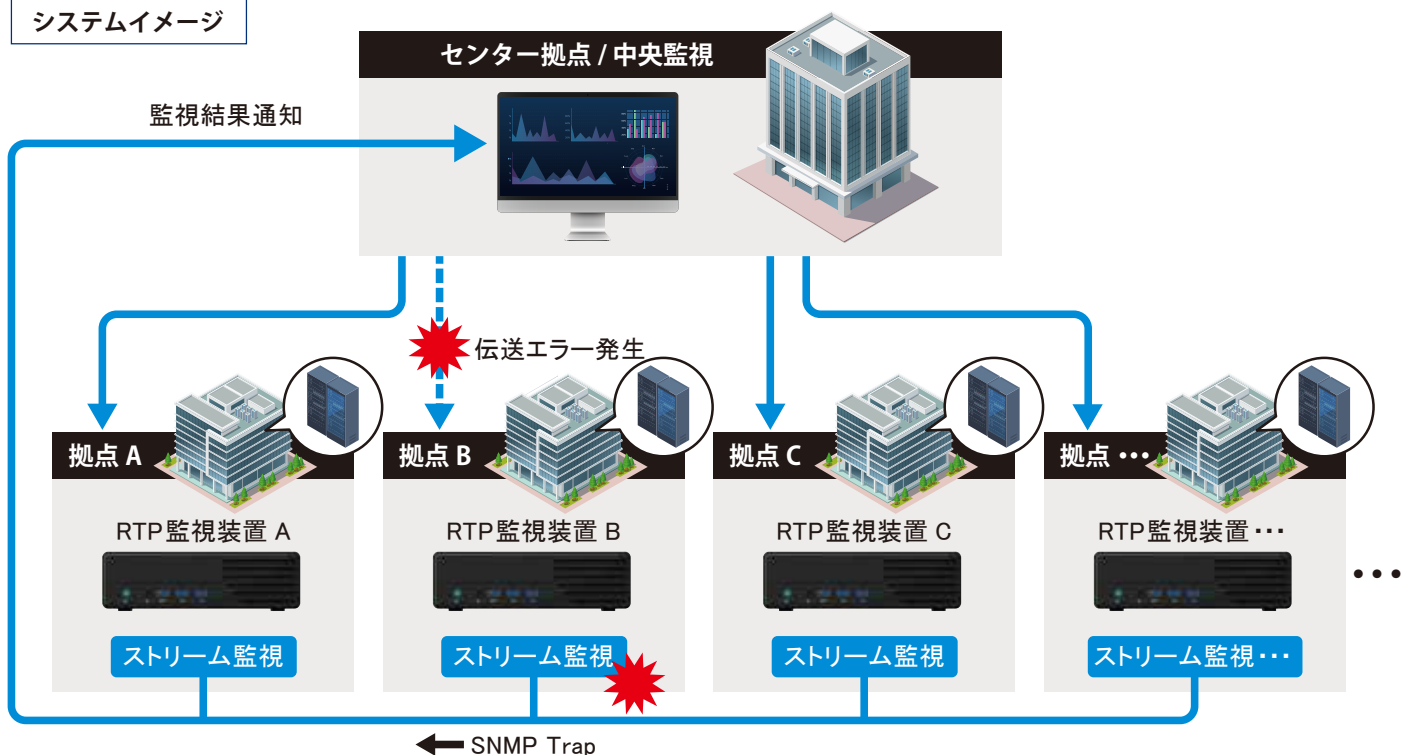 システムイメージ
センター拠点 / 中央監視
監視結果通知
伝送エラー発生
拠点 A
拠点 B
拠点 C
拠点 ・・・
RTP監視装置 A
RTP監視装置 B
RTP監視装置 C
RTP監視装置・・・
・・・
ストリーム監視
ストリーム監視
ストリーム監視
ストリーム監視・・・
SNMP Trap